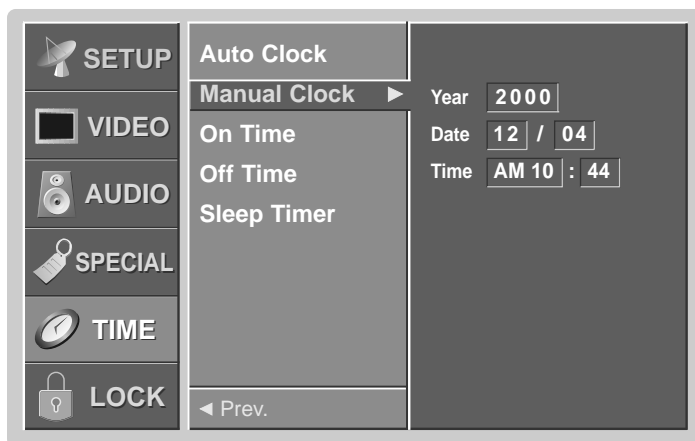 SETUP
VIDEO
AUDIO
SPECIAL
TIME
LOCK
Auto Clock
Manual Clock ►
On Time
Off Time
Sleep Timer
◄ Prev.
Year 2000
Date 12 / 04
Time AM 10 : 44